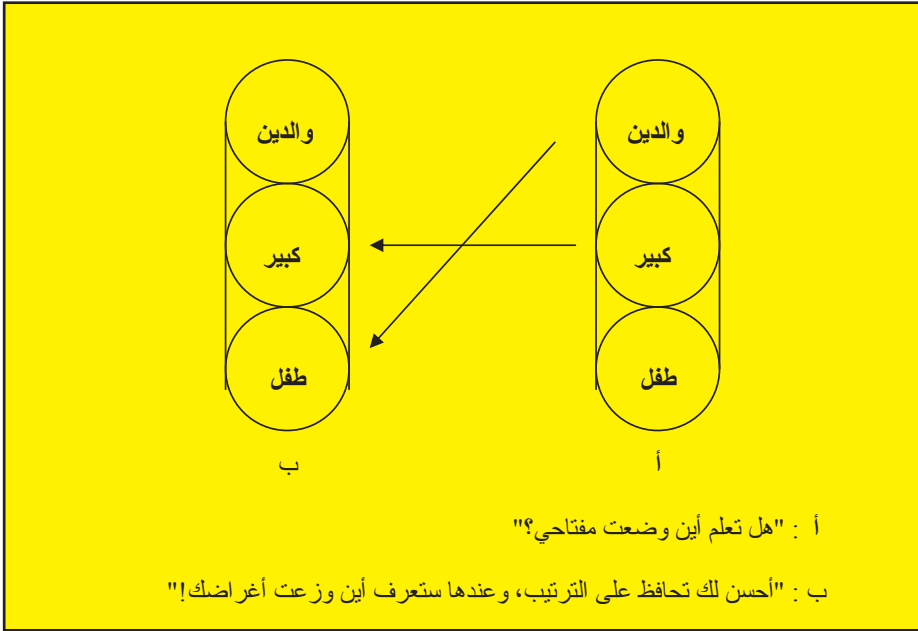 والدين والدين
كبير كبير
طفل طفل
أ ب
أ : "هل تعلم أين وضعت مفتاحي؟"
ب : "أحسن لك تحافظ على الترتيب، وعندها ستعرف أين وزعت أغراضك!"